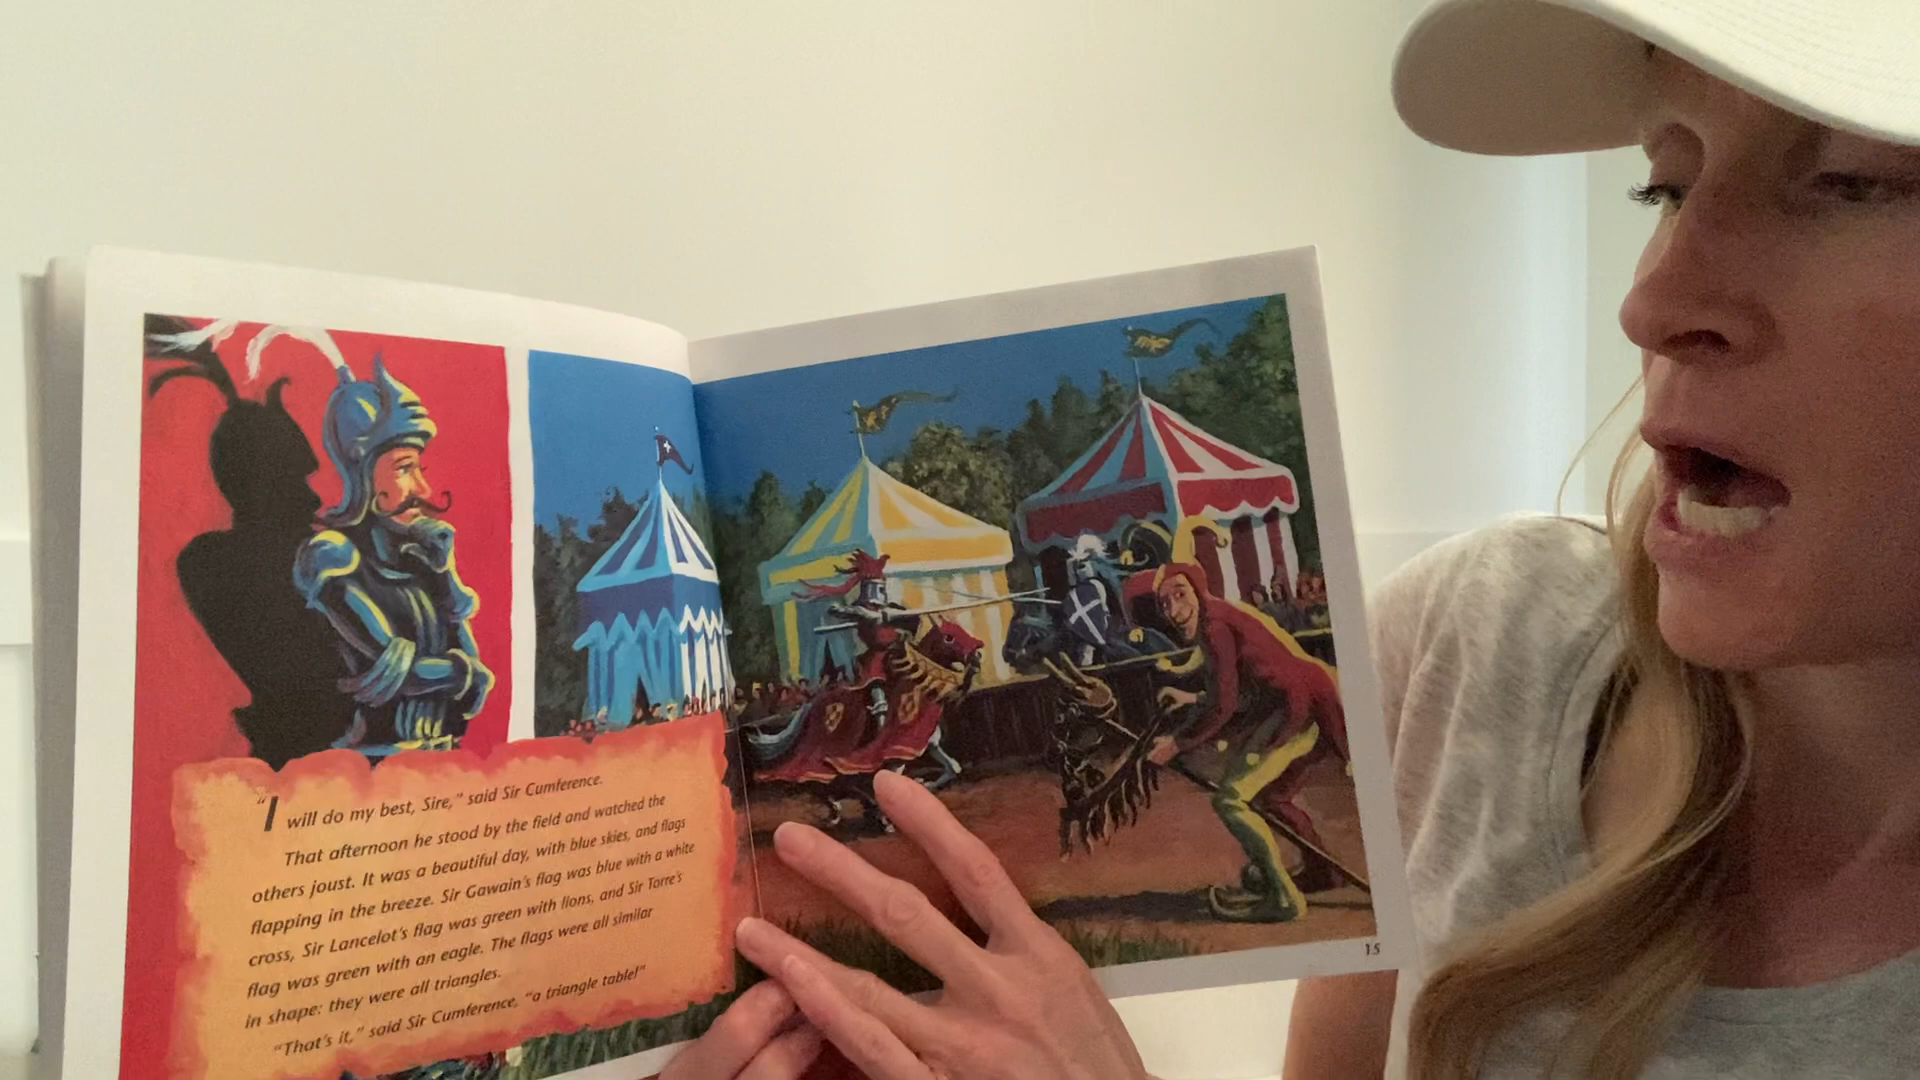 "I will do my best, Sire," said Sir Cumference.
That afternoon he stood by the field and watched the
others joust. It was a beautiful day, with blue skies, and flags
flapping in the breeze. Sir Gawain's flag was blue with a white
cross, Sir Lancelot's flag was green with lions, and Sir Torre's
flag was green with an eagle. The flags were all similar
in shape: they were all triangles.
"That's it," said Sir Cumference, "a triangle table!"
15